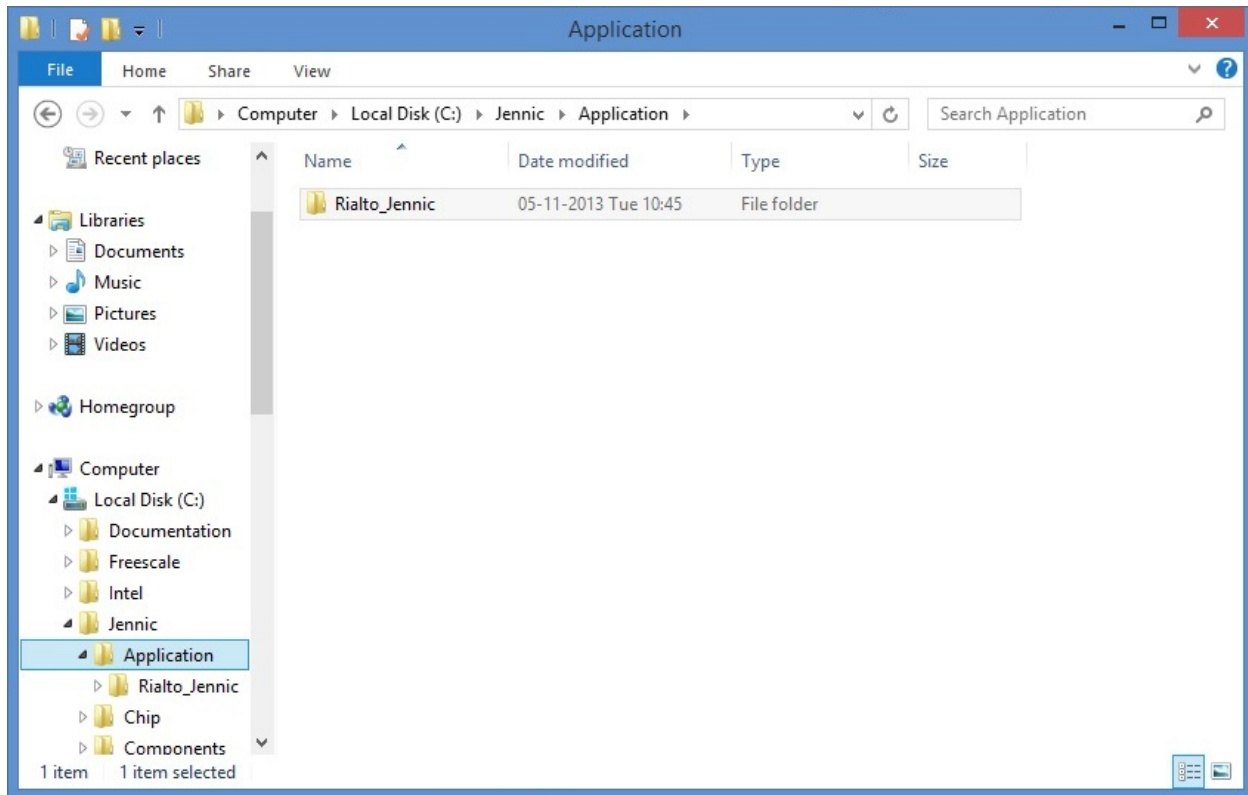 Application
File Home Share View
Computer Local Disk (C:) Jennic Application
Search Application
Recent places
Libraries
Documents
Music
Pictures
Videos
Homegroup
Computer
Local Disk (C:)
Documentation
Freescale
Intel
Jennic
Application
Rialto_Jennic
Chip
Components
Name Date modified Type Size
Rialto_Jennic 05-11-2013 Tue 10:45 File folder
1 item 1 item selected